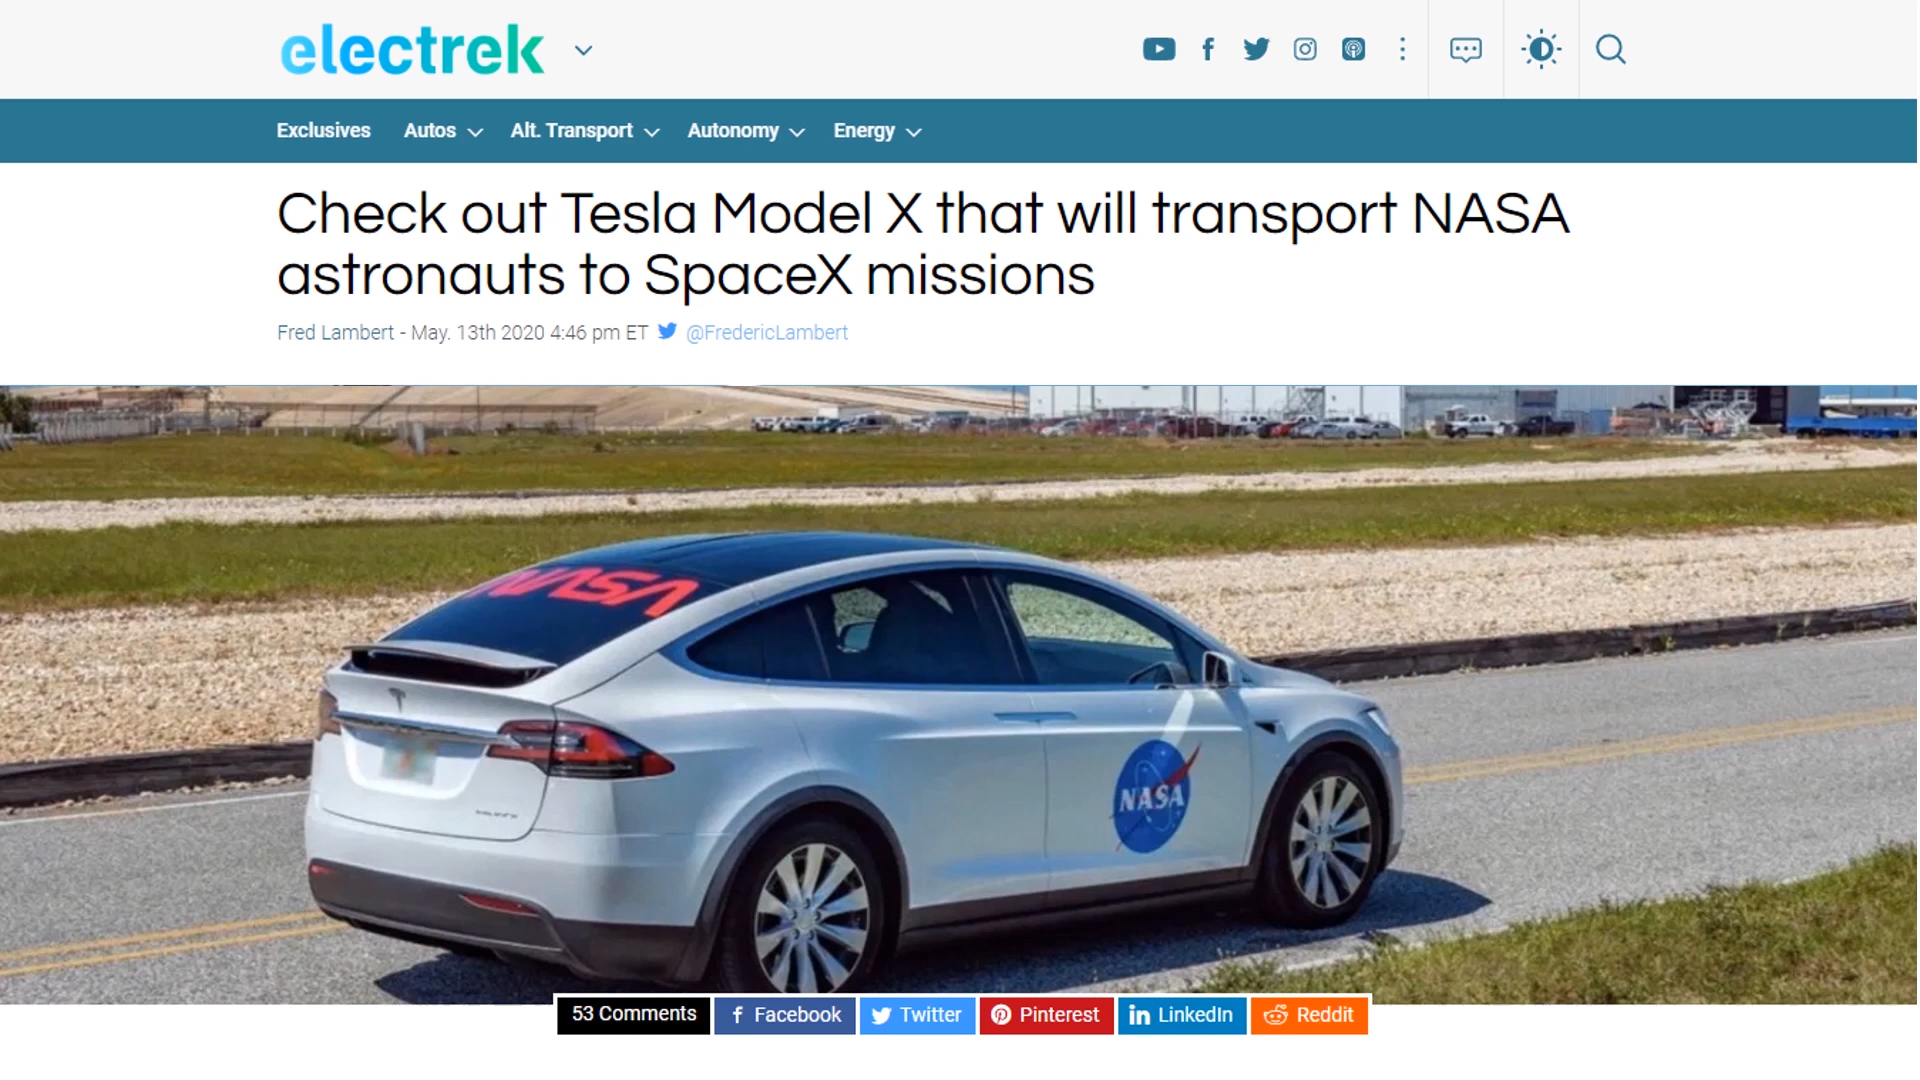 electrek
Exclusives Autos Alt. Transport Autonomy Energy
Check out Tesla Model X that will transport NASA
astronauts to SpaceX missions
Fred Lambert - May. 13th 2020 4:46 pm ET @FredericLambert
NASA
NASA
53 Comments Facebook Twitter Pinterest LinkedIn Reddit